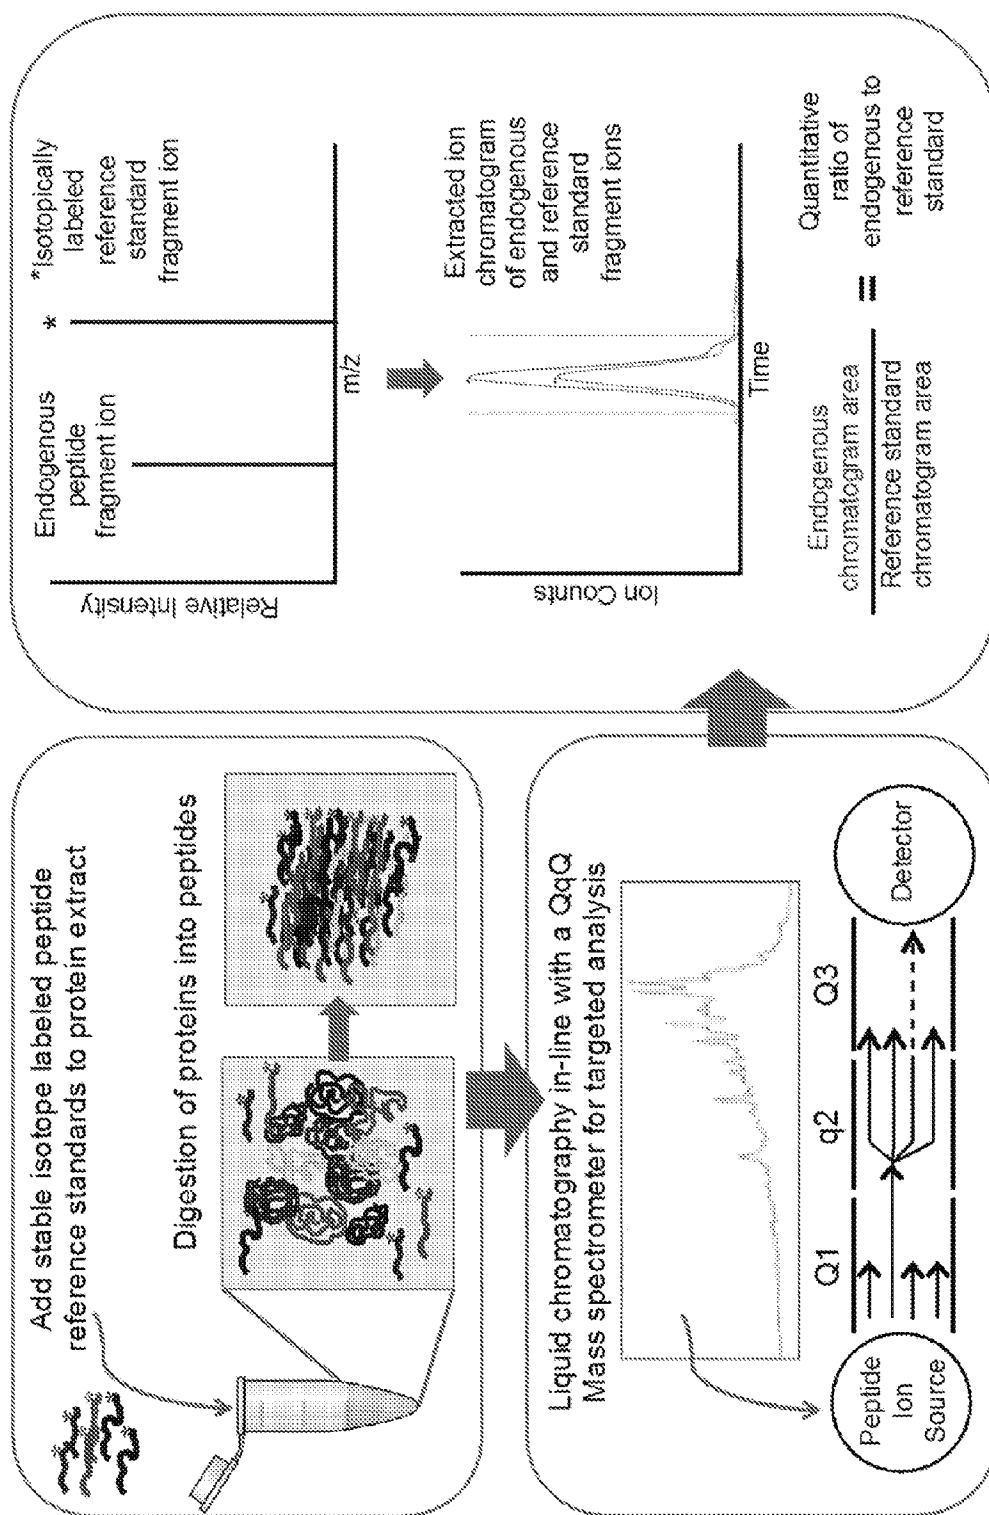 Add stable isotope labeled peptide
reference standards to protein extract
Digestion of proteins into peptides
Liquid chromatography in-line with a QqQ
Mass spectrometer for targeted analysis
Q1
q2
Q3
Peptide
Ion
Source
Detector
Endogenous
peptide
fragment ion
*
*Isotopically
labeled
reference
standard
fragment ion
Relative Intensity
m/z
Extracted ion
chromatogram
of endogenous
and reference
standard
fragment ions
Ion Counts
Time
Endogenous
chromatogram area
Reference standard
chromatogram area
=
Quantitative
ratio of
endogenous to
reference
standard